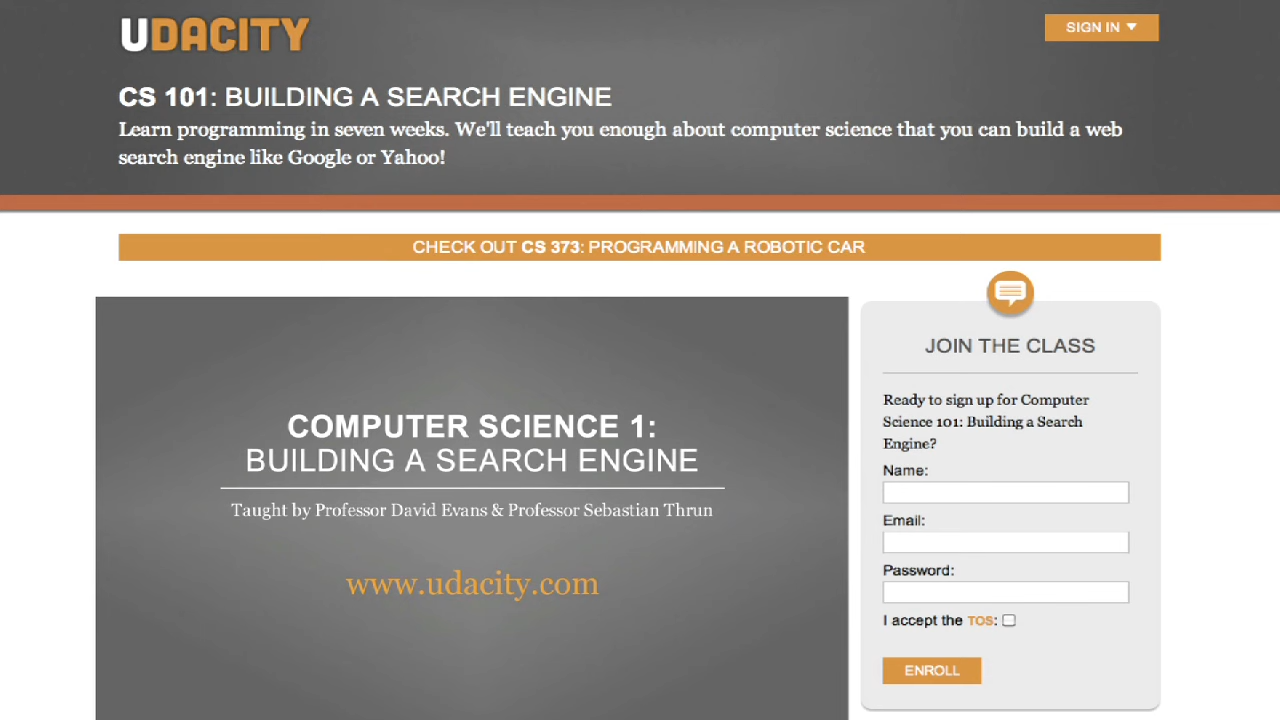 UDACITY
SIGN IN
CS 101: BUILDING A SEARCH ENGINE
Learn programming in seven weeks. We'll teach you enough about computer science that you can build a web
search engine like Google or Yahoo!
CHECK OUT CS 373: PROGRAMMING A ROBOTIC CAR
COMPUTER SCIENCE 1:
BUILDING A SEARCH ENGINE
Taught by Professor David Evans & Professor Sebastian Thrun
www.udacity.com
JOIN THE CLASS
Ready to sign up for Computer
Science 101: Building a Search
Engine?
Name:
Email:
Password:
I accept the TOS:
ENROLL